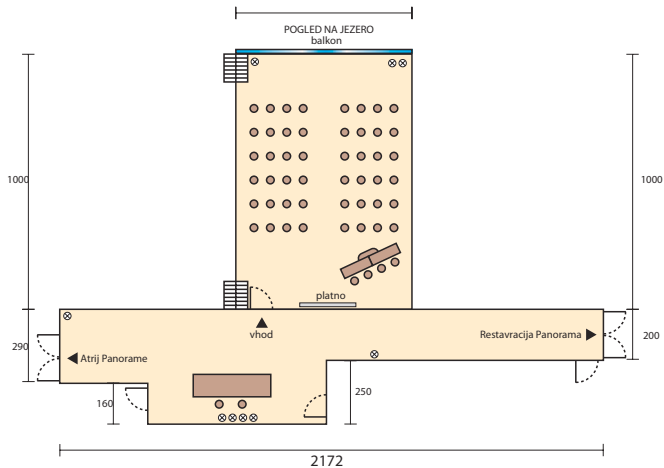 POGLED NA JEZERO
balkon
1000
1000
platno
vhod
290
Atrij Panorame
Restavracija Panorama
200
160
250
2172